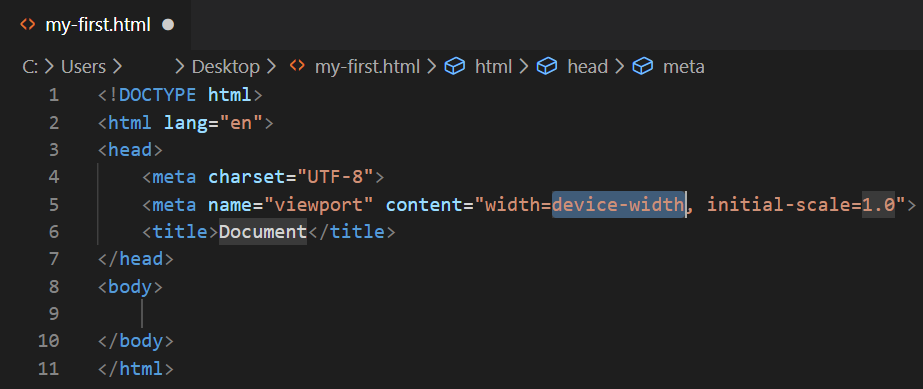 my-first.html
C: > Users > > Desktop > my-first.html > html > head > meta
1 <!DOCTYPE html>
2 <html lang="en">
3 <head>
4 <meta charset="UTF-8">
5 <meta name="viewport" content="width=device-width, initial-scale=1.0">
6 <title>Document</title>
7 </head>
8 <body>
9
10 </body>
11 </html>